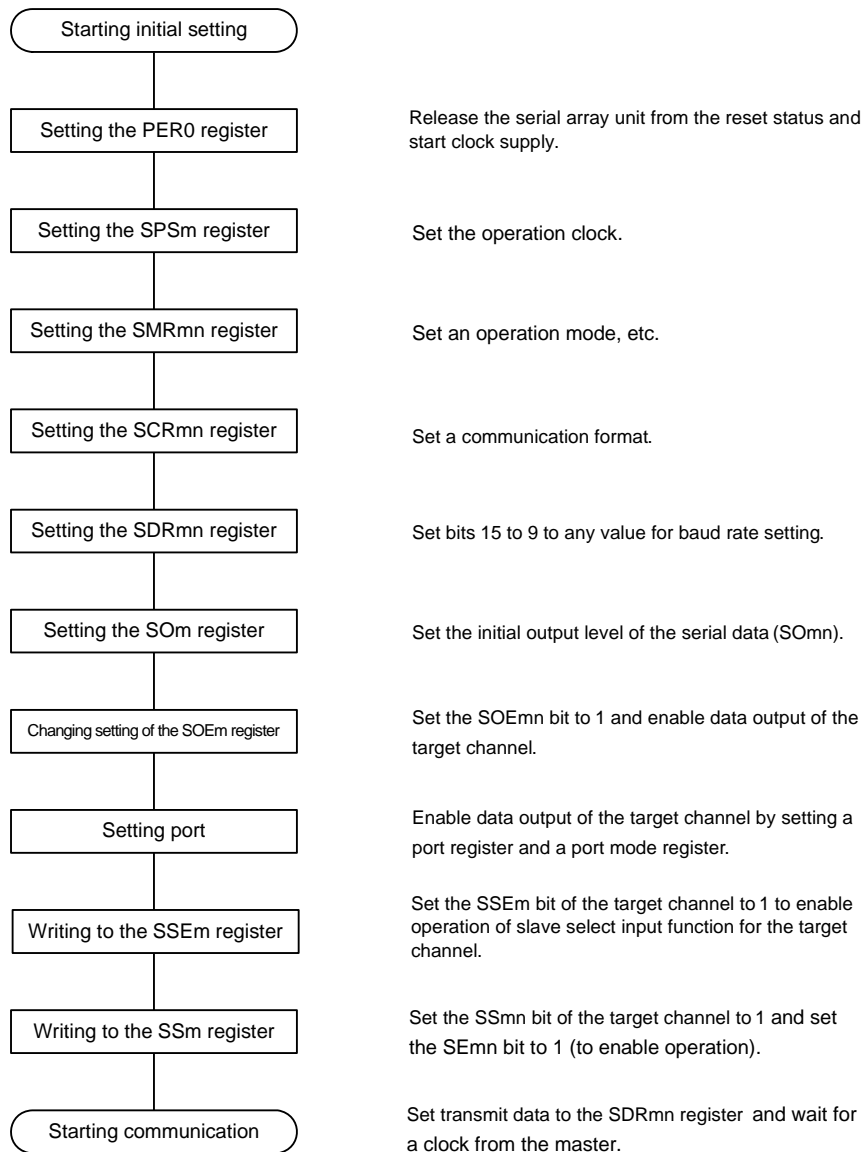 Starting initial setting
Setting the PER0 register
Release the serial array unit from the reset status and
start clock supply.
Setting the SPSm register
Set the operation clock.
Setting the SMRmn register
Set an operation mode, etc.
Setting the SCRmn register
Set a communication format.
Setting the SDRmn register
Set bits 15 to 9 to any value for baud rate setting.
Setting the SOm register
Set the initial output level of the serial data (SOmn).
Changing setting of the SOEm register
Set the SOEmn bit to 1 and enable data output of the
target channel.
Setting port
Enable data output of the target channel by setting a
port register and a port mode register.
Writing to the SSEm register
Set the SSEm bit of the target channel to 1 to enable
operation of slave select input function for the target
channel.
Writing to the SSm register
Set the SSmn bit of the target channel to 1 and set
the SEmn bit to 1 (to enable operation).
Starting communication
Set transmit data to the SDRmn register and wait for
a clock from the master.